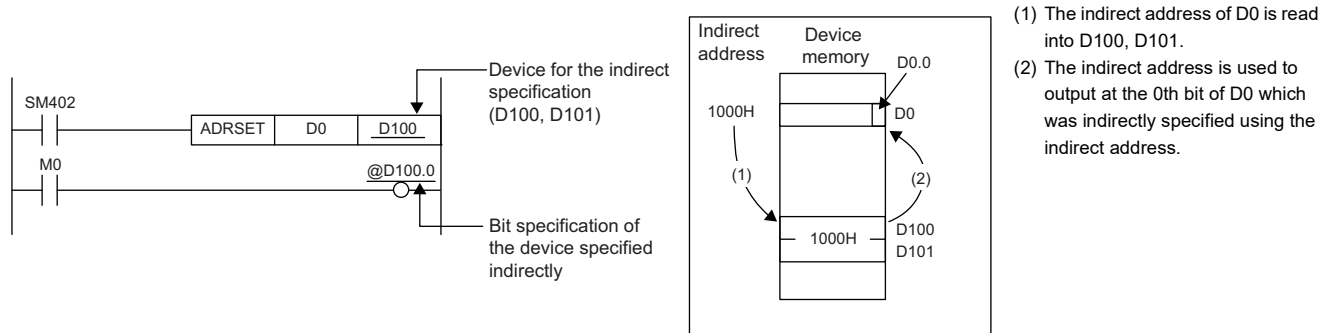 SM402
ADRSET D0 D100
M0
@D100.0
Device for the indirect
specification
(D100, D101)
Bit specification of
the device specified
indirectly
Indirect
address
Device
memory
D0.0
1000H
D0
(1)
(2)
1000H
D100
D101
(1) The indirect address of D0 is read
into D100, D101.
(2) The indirect address is used to
output at the 0th bit of D0 which
was indirectly specified using the
indirect address.